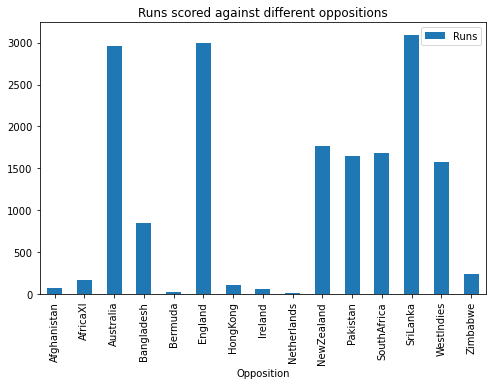 Runs scored against different oppositions
Runs
3000
2500
2000
1500
1000
500
0
Afghanistan
AfricaXI
Australia
Bangladesh
Bermuda
England
HongKong
Ireland
Netherlands
NewZealand
Pakistan
SouthAfrica
SriLanka
WestIndies
Zimbabwe
Opposition